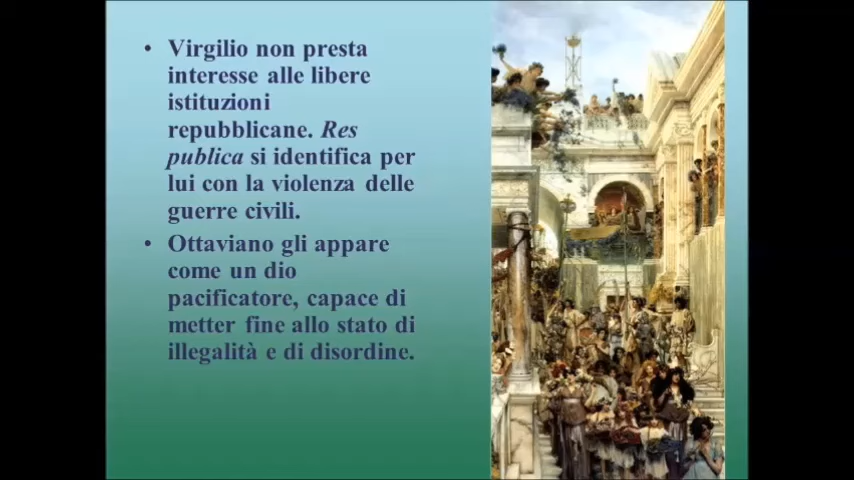 • Virgilio non presta
interesse alle libere
istituzioni
repubblicane. Res
publica si identifica per
lui con la violenza delle
guerre civili.
• Ottaviano gli appare
come un dio
pacificatore, capace di
metter fine allo stato di
illegalità e di disordine.